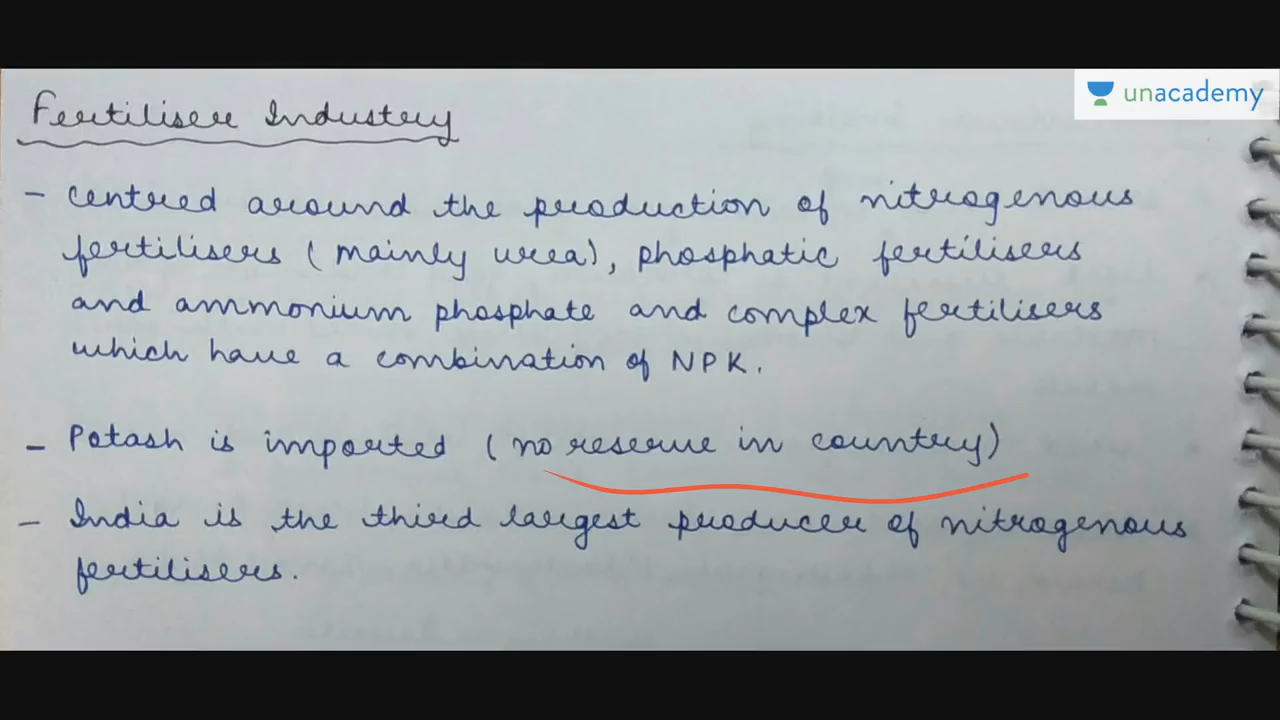 unacademy
Fertiliser Industry
- Centred around the production of nitrogenous
fertilisers (mainly urea), phosphatic fertilisers
and ammonium phosphate and complex fertilisers
which have a combination of NPK.
- Potash is imported (no reserve in country)
- India is the third largest producer of nitrogenous
fertilisers.